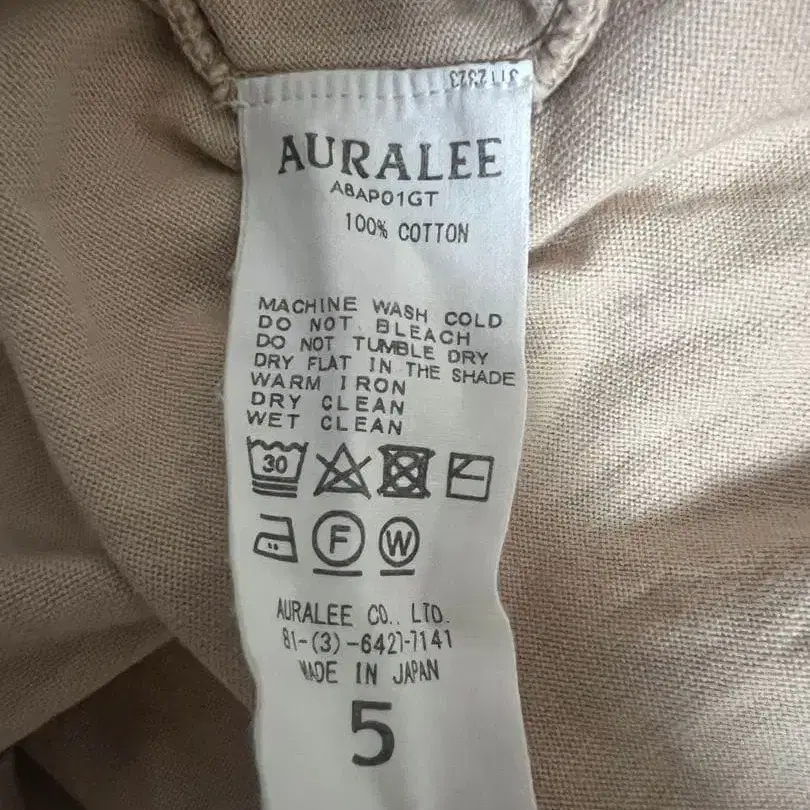 AURALEE
A8AP01GT
100% COTTON
MACHINE WASH COLD
DO NOT BLEACH
DO NOT TUMBLE DRY
DRY FLAT IN THE SHADE
WARM IRON
DRY CLEAN
WET CLEAN
30
F W
AURALEE CO., LTD.
81-(3)-6427-7141
MADE IN JAPAN
5